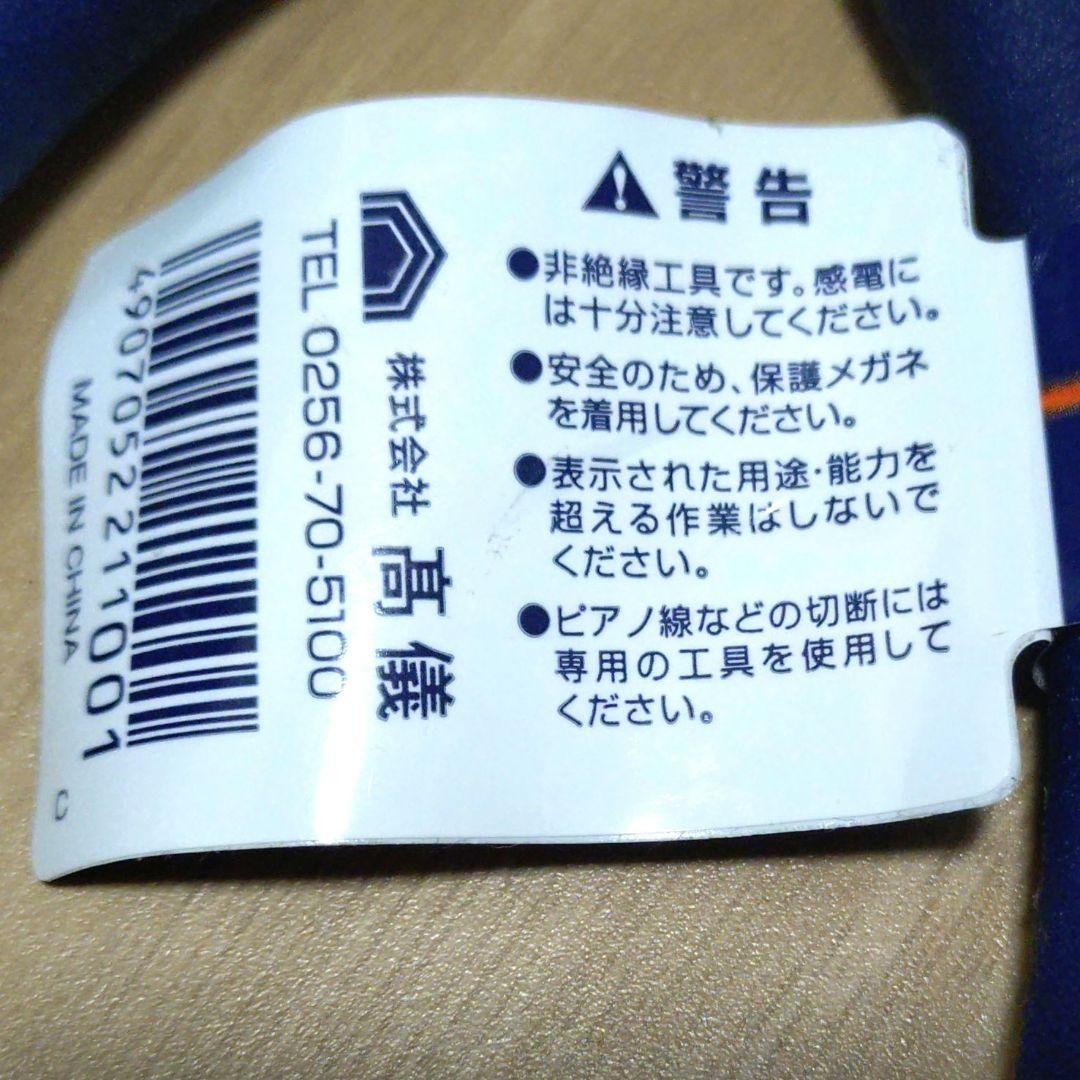 警告
●非絶縁工具です。感電に
は十分注意してください。
●安全のため、保護メガネ
を着用してください。
●表示された用途・能力を
超える作業はしないで
ください。
●ピアノ線などの切断には
専用の工具を使用して
ください。
株式会社 髙儀
TEL 0256-70-5100
4907052211001
MADE IN CHINA
C